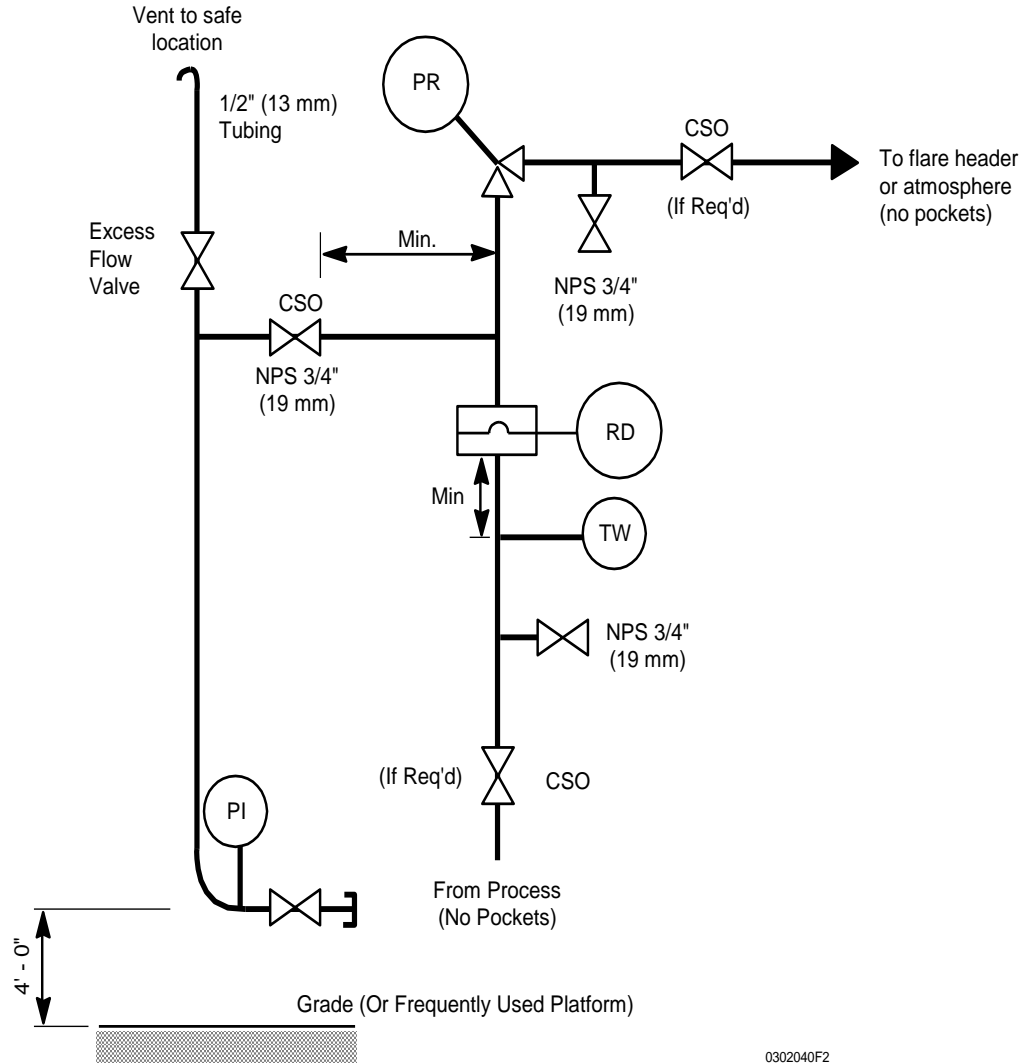 Vent to safe
location
1/2" (13 mm)
Tubing
PR
CSO
To flare header
or atmosphere
(no pockets)
(If Req'd)
Excess
Flow
Valve
Min.
NPS 3/4"
(19 mm)
CSO
NPS 3/4"
(19 mm)
RD
Min
TW
NPS 3/4"
(19 mm)
(If Req'd)
CSO
PI
From Process
(No Pockets)
4' - 0"
Grade (Or Frequently Used Platform)
0302040F2